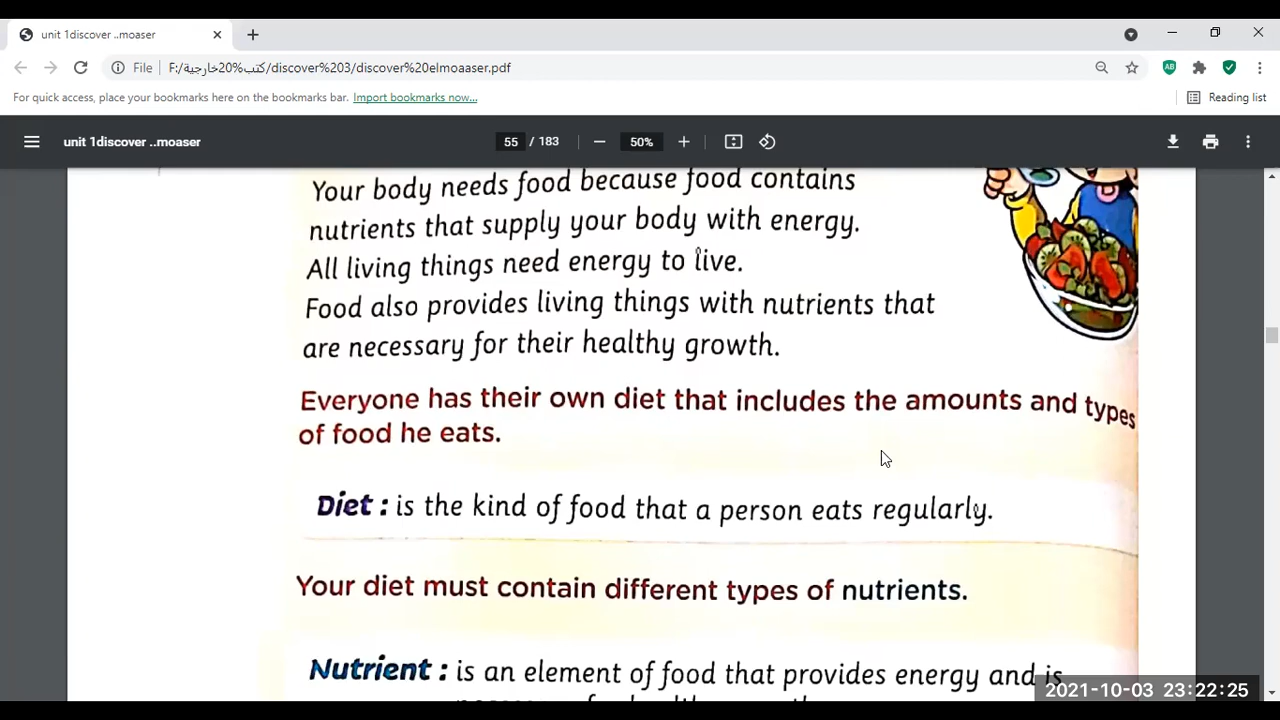 unit 1discover ..moaser
File F:/كتب%20خارجية/discover%203/discover%20elmoaaser.pdf
For quick access, place your bookmarks here on the bookmarks bar. Import bookmarks now...
Reading list
unit 1discover ..moaser
55 / 183
50%
Your body needs food because food contains
nutrients that supply your body with energy.
All living things need energy to live.
Food also provides living things with nutrients that
are necessary for their healthy growth.
Everyone has their own diet that includes the amounts and types
of food he eats.
Diet : is the kind of food that a person eats regularly.
Your diet must contain different types of nutrients.
Nutrient : is an element of food that provides energy and is
2021-10-03 23:22:25